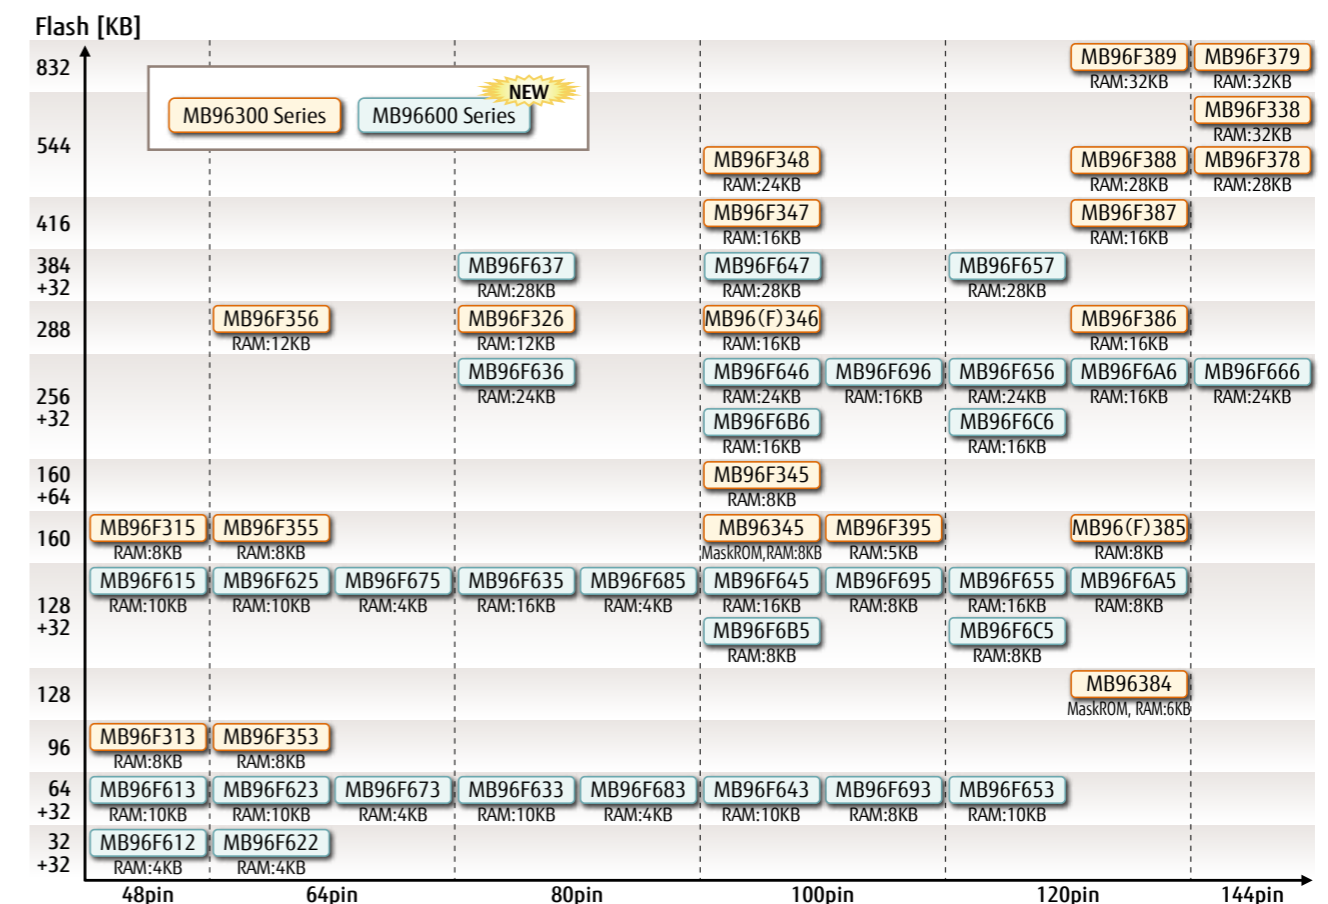 Flash [KB]
832
MB96F389 MB96F379
RAM:32KB RAM:32KB
NEW
MB96300 Series MB96600 Series
544
MB96F338
RAM:32KB
MB96F348 MB96F388 MB96F378
RAM:24KB RAM:28KB RAM:28KB
416
MB96F347 MB96F387
RAM:16KB RAM:16KB
384
+32
MB96F637 MB96F647 MB96F657
RAM:28KB RAM:28KB RAM:28KB
288
MB96F356 MB96F326 MB96(F)346 MB96F386
RAM:12KB RAM:12KB RAM:16KB RAM:16KB
256
+32
MB96F636 MB96F646 MB96F696 MB96F656 MB96F6A6 MB96F666
RAM:24KB RAM:24KB RAM:16KB RAM:24KB RAM:16KB RAM:24KB
MB96F6B6 MB96F6C6
RAM:16KB RAM:16KB
160
+64
MB96F345
RAM:8KB
160
MB96F315 MB96F355 MB96345 MB96F395 MB96(F)385
RAM:8KB RAM:8KB MaskROM,RAM:8KB RAM:5KB RAM:8KB
128
+32
MB96F615 MB96F625 MB96F675 MB96F635 MB96F685 MB96F645 MB96F695 MB96F655 MB96F6A5
RAM:10KB RAM:10KB RAM:4KB RAM:16KB RAM:4KB RAM:16KB RAM:8KB RAM:16KB RAM:8KB
MB96F6B5 MB96F6C5
RAM:8KB RAM:8KB
128
MB96384
MaskROM, RAM:6KB
96
MB96F313 MB96F353
RAM:8KB RAM:8KB
64
+32
MB96F613 MB96F623 MB96F673 MB96F633 MB96F683 MB96F643 MB96F693 MB96F653
RAM:10KB RAM:10KB RAM:4KB RAM:10KB RAM:4KB RAM:10KB RAM:8KB RAM:10KB
32
+32
MB96F612 MB96F622
RAM:4KB RAM:4KB
48pin 64pin 80pin 100pin 120pin 144pin